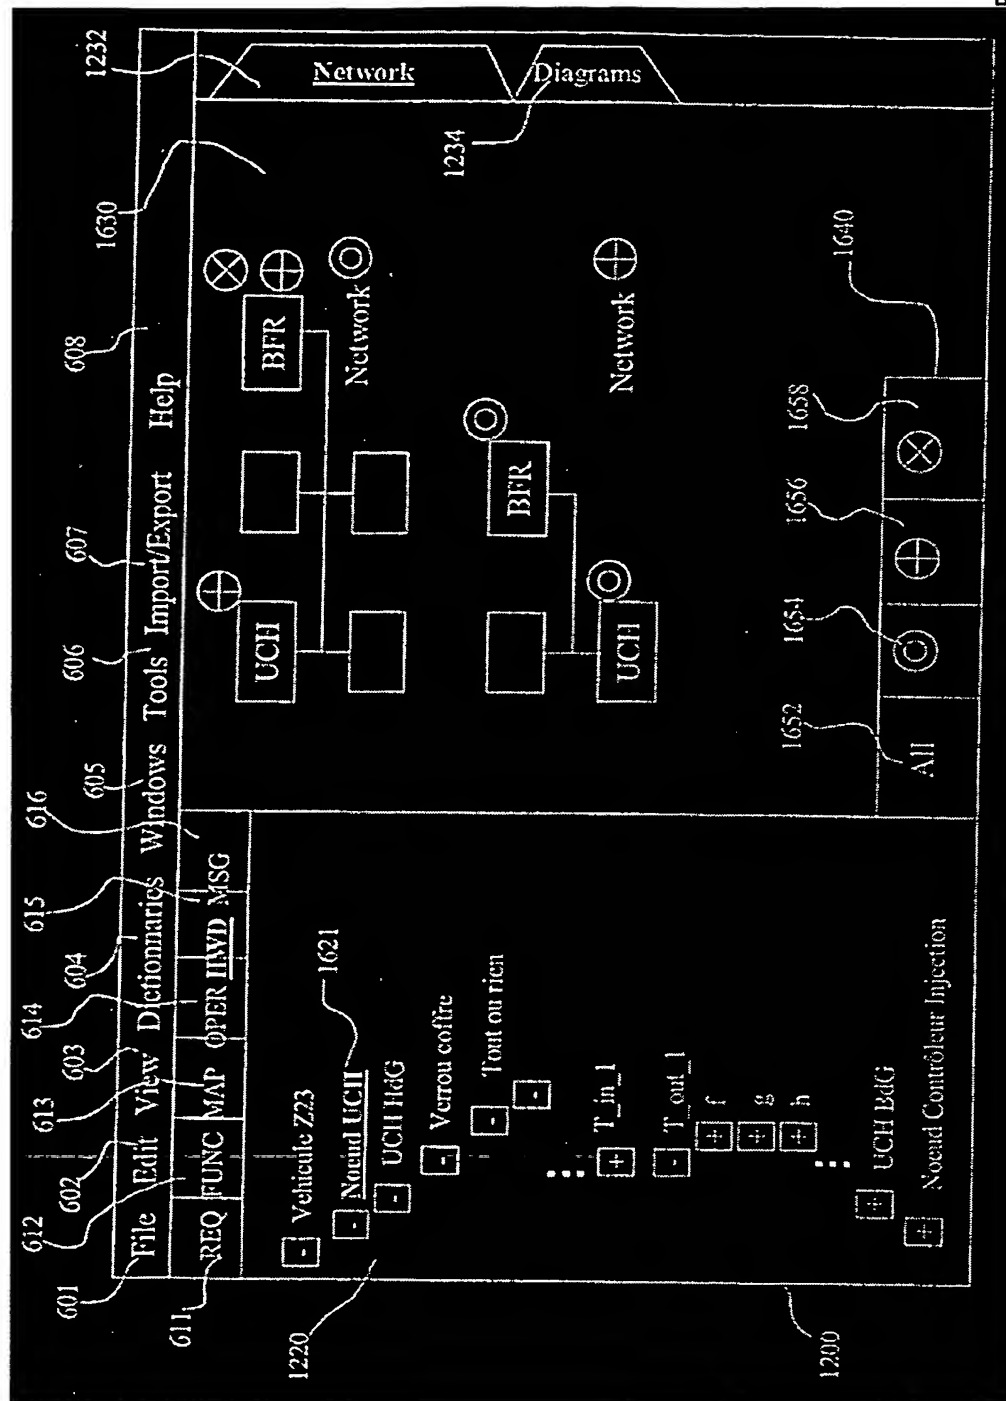 601 602 603 604 605 606 607 608
File Edit View Dictionnaries Windows Tools Import/Export Help
611 612 613 614 615 616
REQ FUNC MAP OPER HWD MSG
1220
Vehicule Z23
Noeud UCH
1621
UCH HdG
Verrou coffre
Tout ou rien
...
T_in_1
T_out_1
f
g
h
...
UCH BdG
Noeud Contrôleur Injection
1200
1630
UCH
BFR
Network
BFR
UCH
Network
1232
Network
1234
Diagrams
1640
1652 1654 1656 1658
All